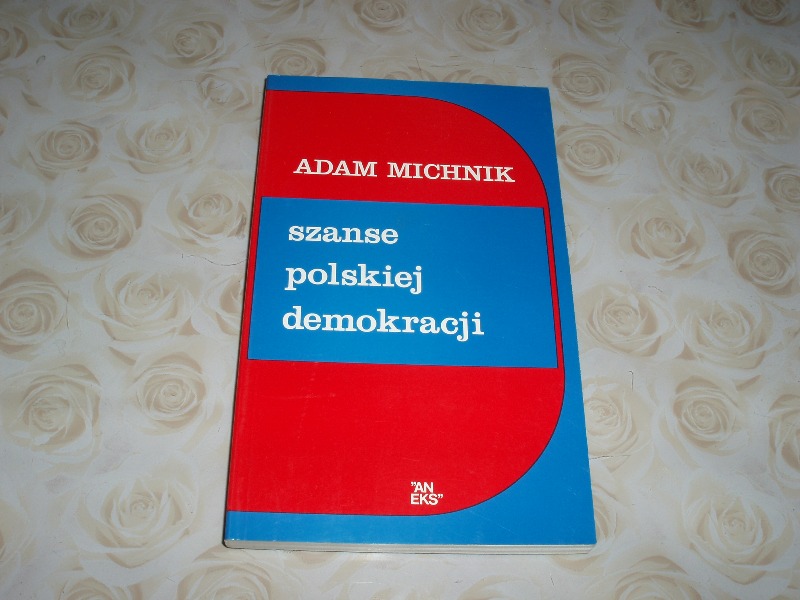 ADAM MICHNIK
szanse
polskiej
demokracji
"AN
EKS"